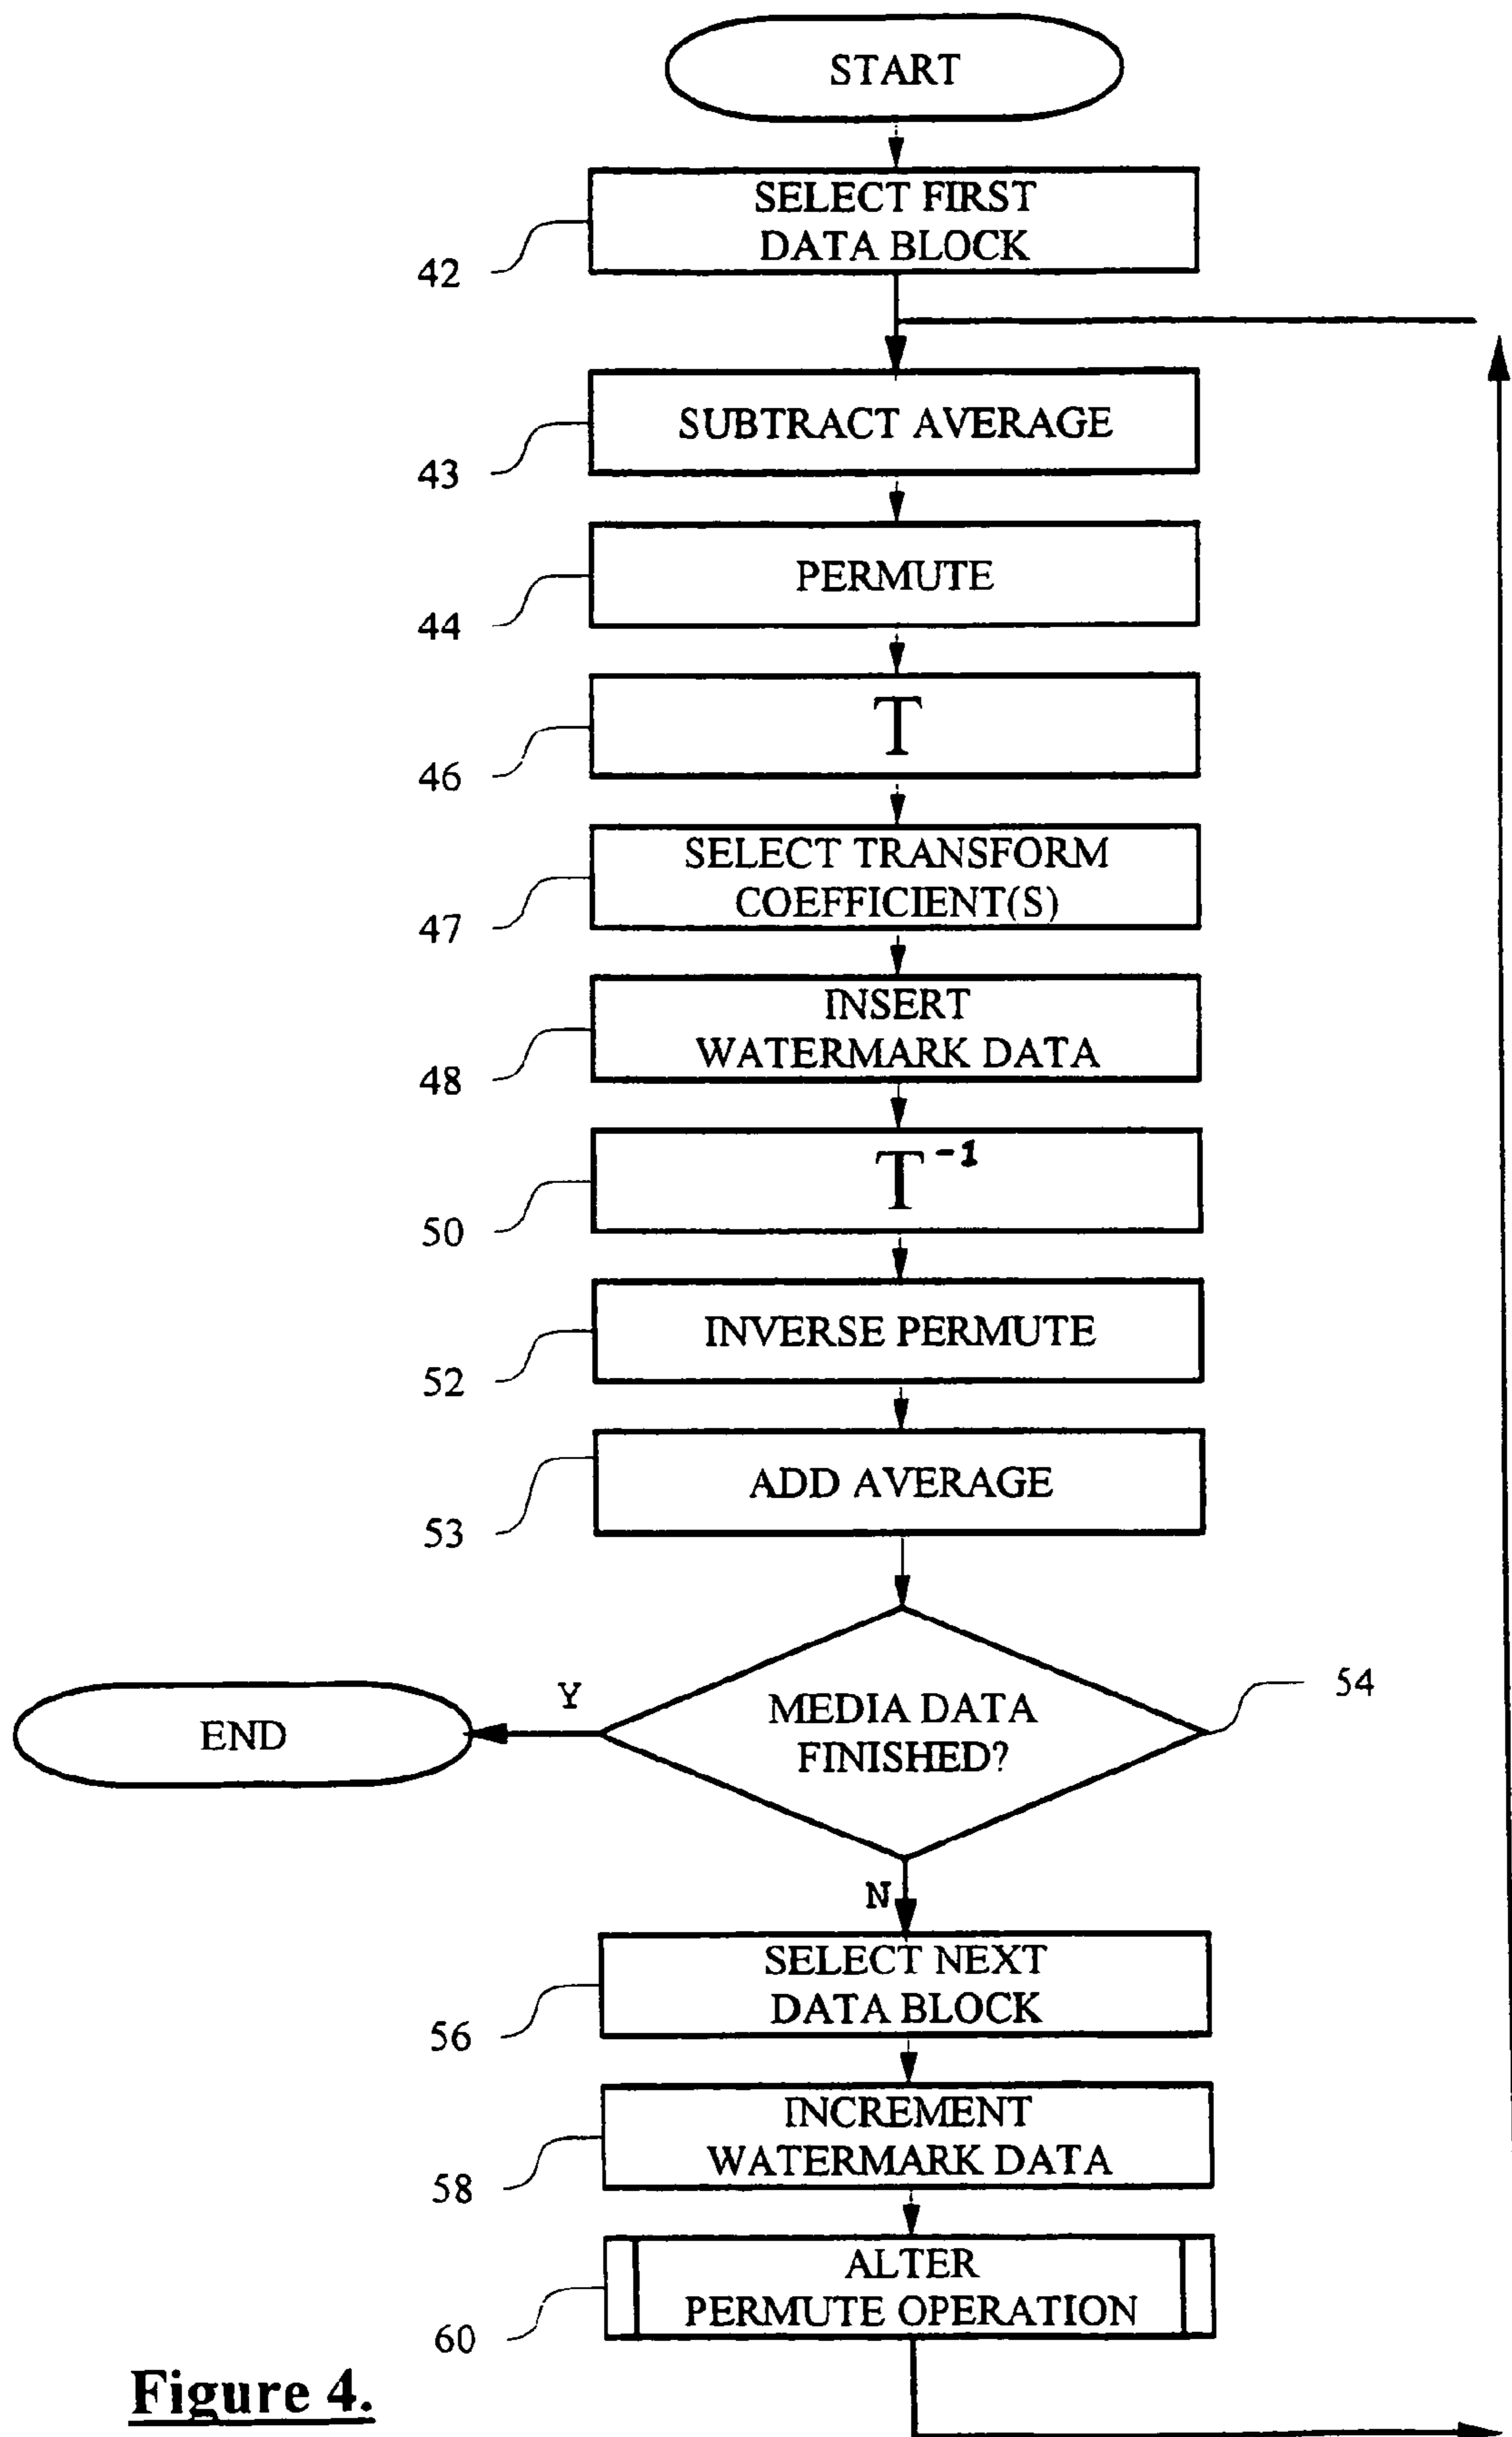 START
SELECT FIRST
DATA BLOCK
42
SUBTRACT AVERAGE
43
PERMUTE
44
T
46
SELECT TRANSFORM
COEFFICIENT(S)
47
INSERT
WATERMARK DATA
48
T -1
50
INVERSE PERMUTE
52
ADD AVERAGE
53
54
Y
MEDIA DATA
FINISHED?
END
N
SELECT NEXT
DATA BLOCK
56
INCREMENT
WATERMARK DATA
58
ALTER
PERMUTE OPERATION
60
Figure 4.